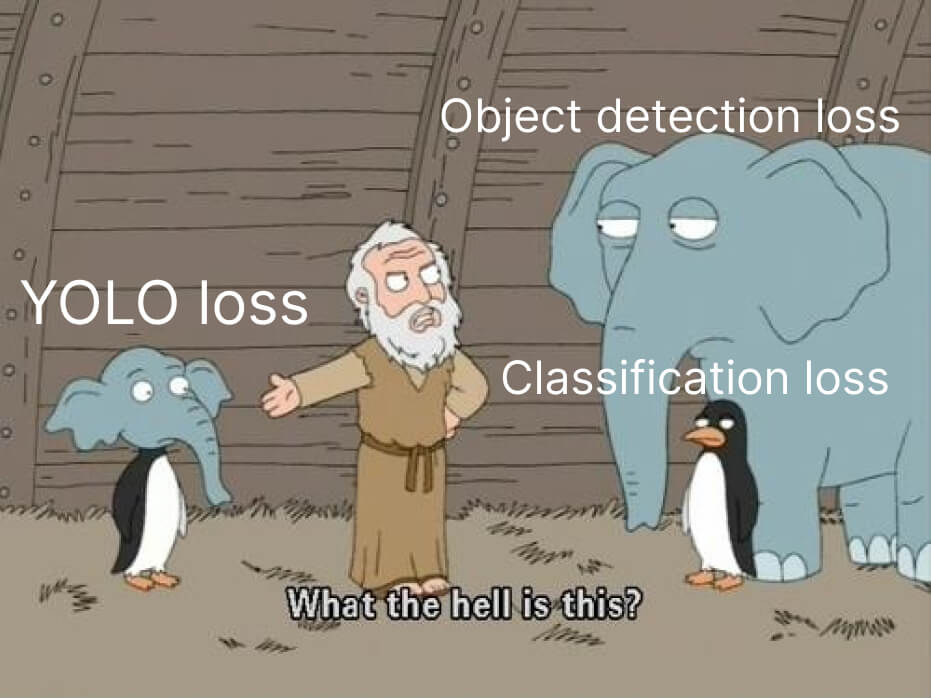 Object detection loss
YOLO loss
Classification loss
What the hell is this?